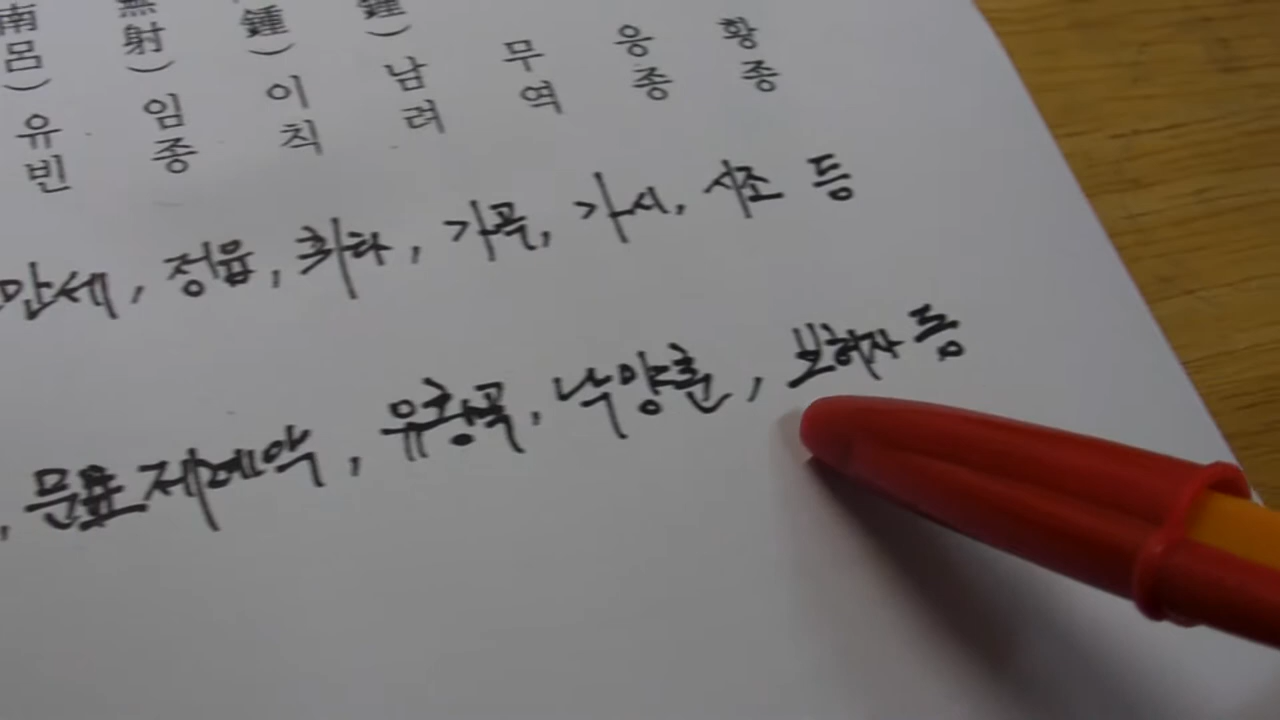 南呂) 유빈
無射) 임종
鍾) 이칙
鍾) 남려
무역
응종
황종
만세, 정읍, 취타, 가곡, 가사, 시조 등
, 문묘제례악, 유황곡, 낙양춘, 보허자 등